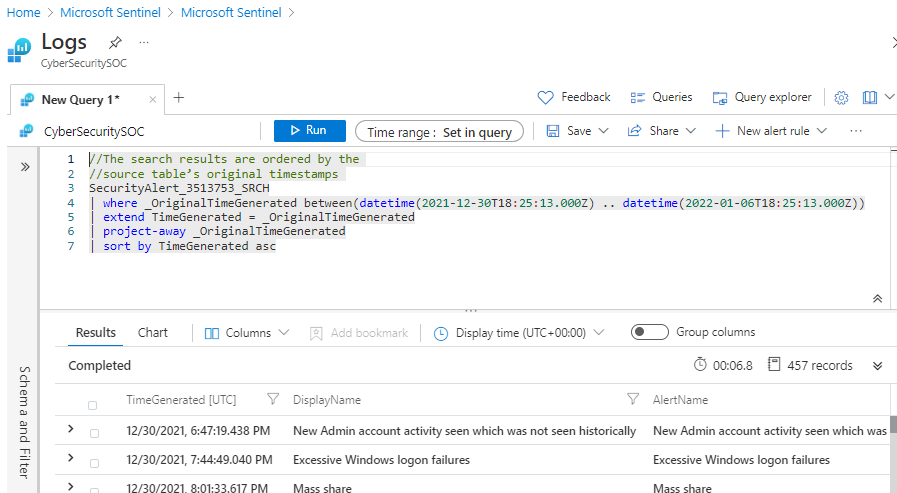 Home > Microsoft Sentinel > Microsoft Sentinel >
Logs ...
CyberSecuritySOC
New Query 1* × +
Feedback Queries Query explorer
CyberSecuritySOC Run Time range : Set in query Save Share New alert rule ...
1 //The search results are ordered by the
2 //source table's original timestamps
3 SecurityAlert_3513753_SRCH
4 | where _OriginalTimeGenerated between(datetime(2021-12-30T18:25:13.000Z) .. datetime(2022-01-06T18:25:13.000Z))
5 | extend TimeGenerated = _OriginalTimeGenerated
6 | project-away _OriginalTimeGenerated
7 | sort by TimeGenerated asc
Schema and Filter
Results Chart Columns Add bookmark Display time (UTC+00:00) Group columns
Completed 00:06.8 457 records
TimeGenerated [UTC] DisplayName AlertName
12/30/2021, 6:47:19.438 PM New Admin account activity seen which was not seen historically New Admin account activity seen which was
12/30/2021, 7:44:49.040 PM Excessive Windows logon failures Excessive Windows logon failures
12/30/2021, 8:01:33.617 PM Mass share Mass share